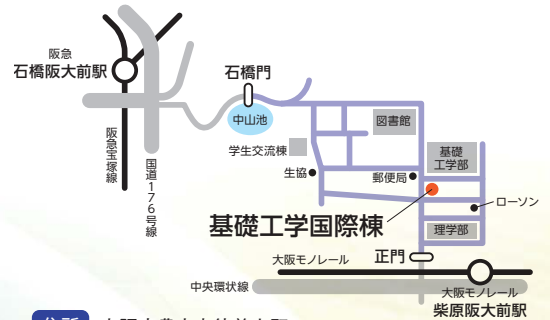 阪急
石橋阪大前駅
石橋門
中山池
図書館
学生交流棟
基礎
工学部
生協
郵便局
ローソン
阪急宝塚線
国道176号線
基礎工学国際棟
理学部
正門
大阪モノレール
中央環状線
大阪モノレール
柴原阪大前駅